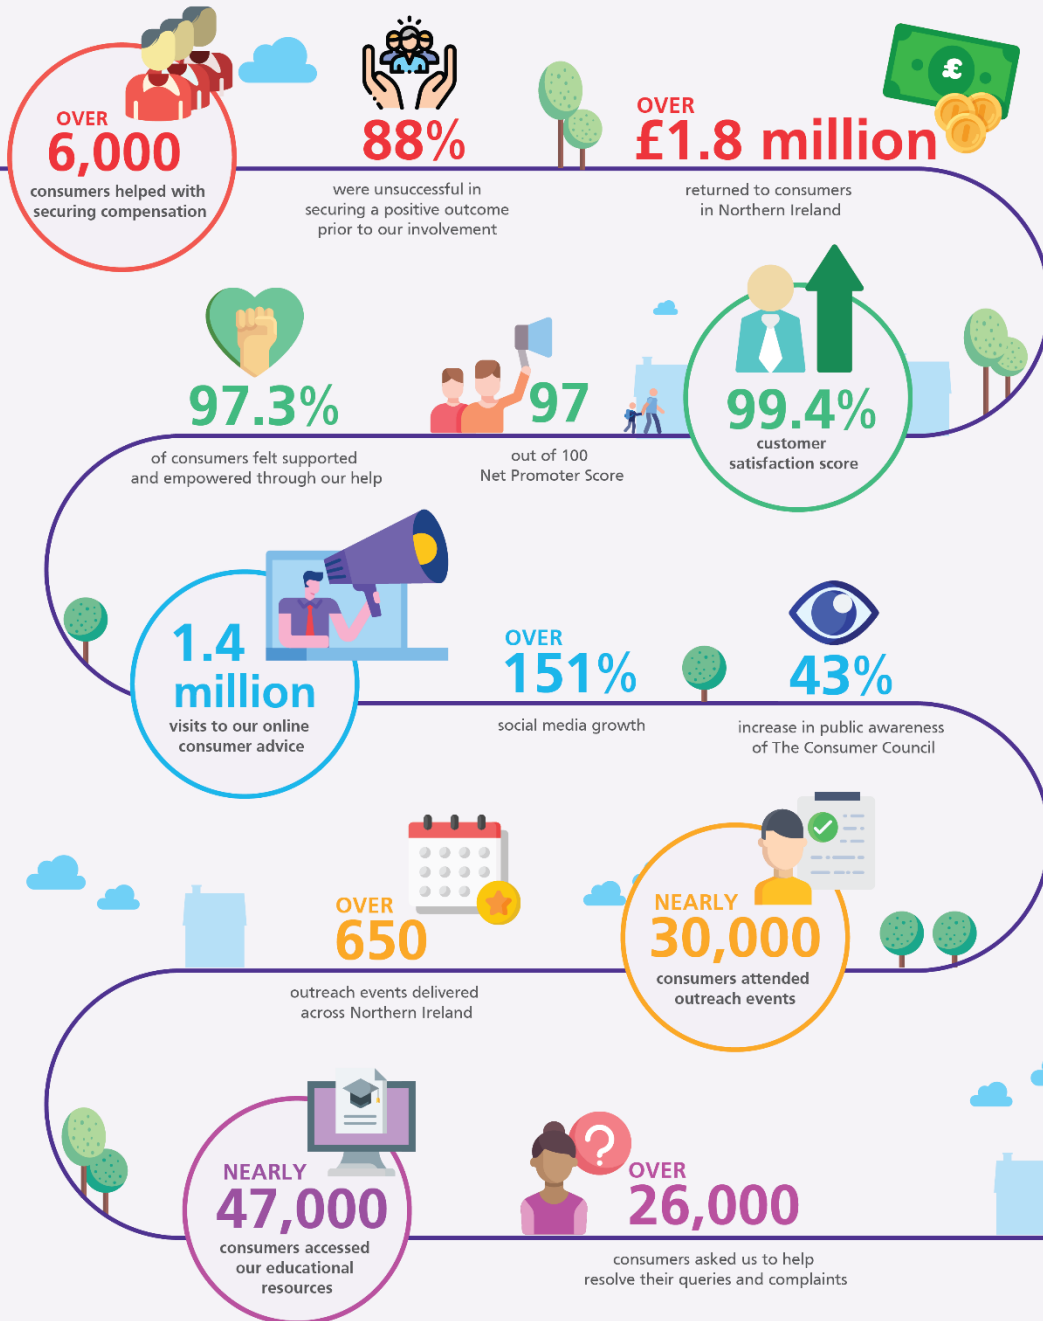 OVER
6,000
consumers helped with
securing compensation
88%
were unsuccessful in
securing a positive outcome
prior to our involvement
OVER
£1.8 million
returned to consumers
in Northern Ireland
£
97.3%
of consumers felt supported
and empowered through our help
97
out of 100
Net Promoter Score
99.4%
customer
satisfaction score
1.4
million
visits to our online
consumer advice
OVER
151%
social media growth
43%
increase in public awareness
of The Consumer Council
OVER
650
outreach events delivered
across Northern Ireland
NEARLY
30,000
consumers attended
outreach events
NEARLY
47,000
consumers accessed
our educational
resources
?
OVER
26,000
consumers asked us to help
resolve their queries and complaints